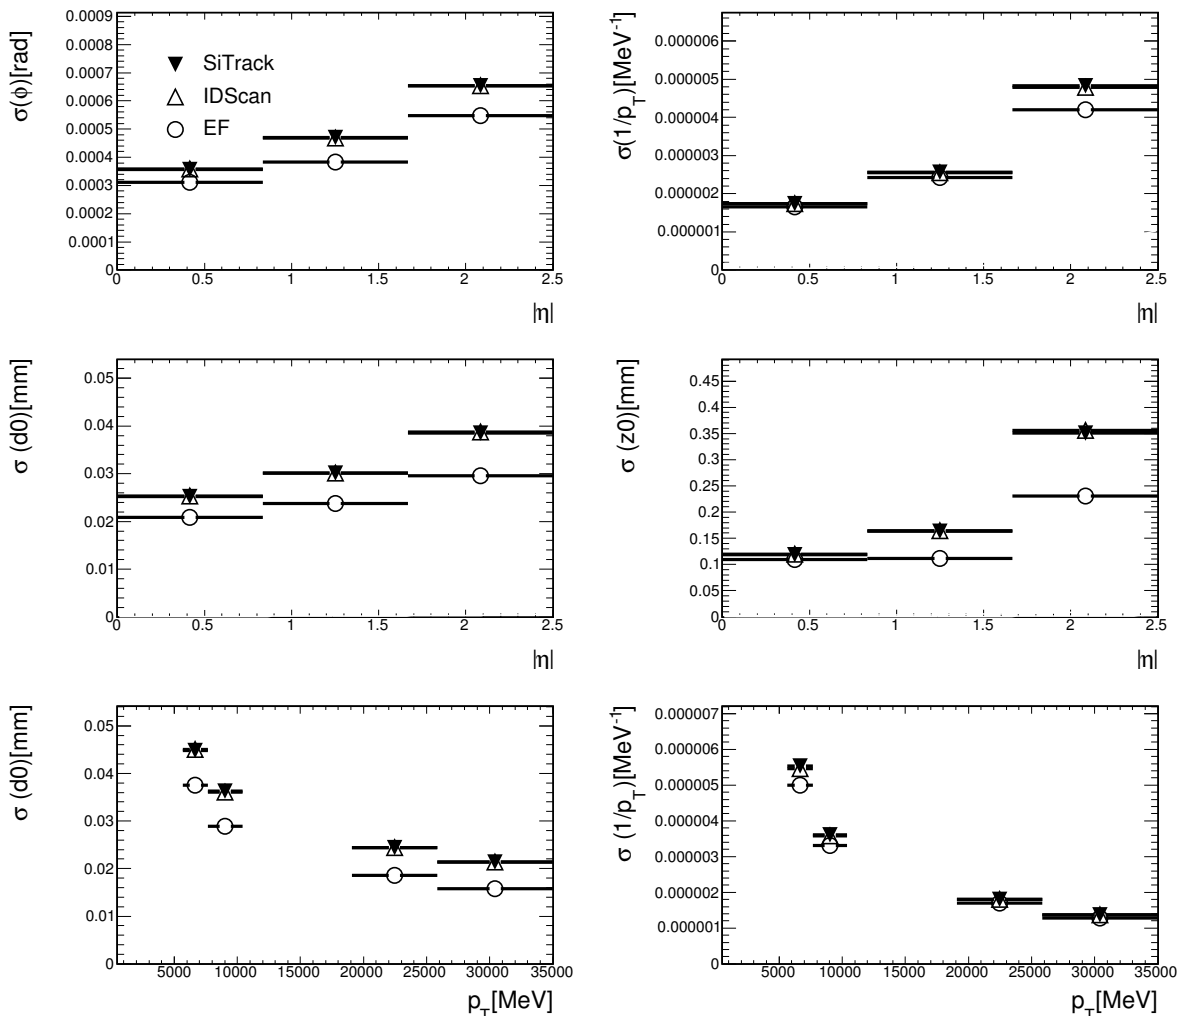 σ(ϕ)[rad]
0.0009
0.0008
0.0007
0.0006
0.0005
0.0004
0.0003
0.0002
0.0001
0
SiTrack
IDScan
EF
0 0.5 1 1.5 2 2.5
|η|
σ(1/p_T)[MeV⁻¹]
0.000006
0.000005
0.000004
0.000003
0.000002
0.000001
0
0 0.5 1 1.5 2 2.5
|η|
σ (d0)[mm]
0.05
0.04
0.03
0.02
0.01
0
0 0.5 1 1.5 2 2.5
|η|
σ (z0)[mm]
0.45
0.4
0.35
0.3
0.25
0.2
0.15
0.1
0.05
0
0 0.5 1 1.5 2 2.5
|η|
σ (d0)[mm]
0.05
0.04
0.03
0.02
0.01
0
5000 10000 15000 20000 25000 30000 35000
p_T[MeV]
σ (1/p_T)[MeV⁻¹]
0.000007
0.000006
0.000005
0.000004
0.000003
0.000002
0.000001
0
5000 10000 15000 20000 25000 30000 35000
p_T[MeV]